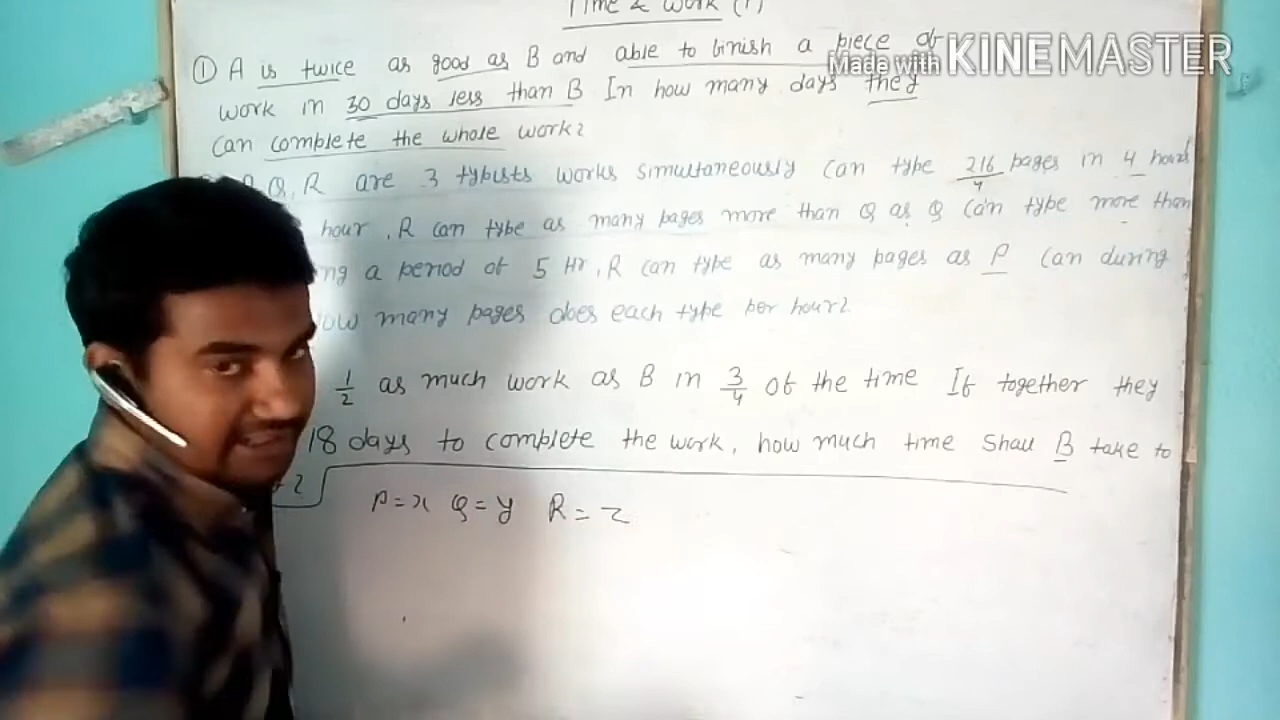 Time & Work (1)
① A is twice as good as B and able to finish a piece of
Made with KINEMASTER
work in 30 days less than B In how many days they
can complete the whole work?
Q, R are 3 typists works simultaneously can type 216/4 pages in 4 hours
hour, R can type as many pages more than Q as Q can type more than
a period of 5 Hr, R can type as many pages as P can during
how many pages does each type per hour?
1/2 as much work as B in 3/4 of the time If together they
18 days to complete the work, how much time shall B take to
P=x Q=y R=z